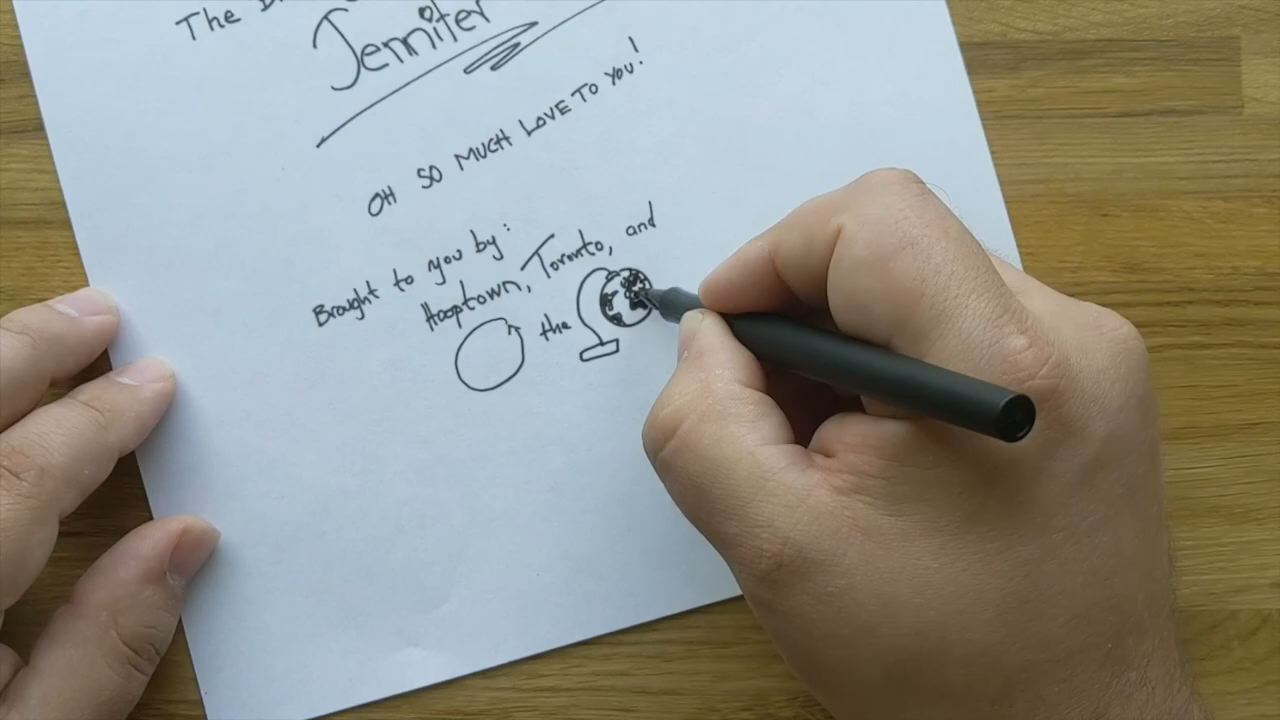 The
Jennifer
OH SO MUCH LOVE TO YOU!
Brought to you by:
Hooptown, Toronto, and
the